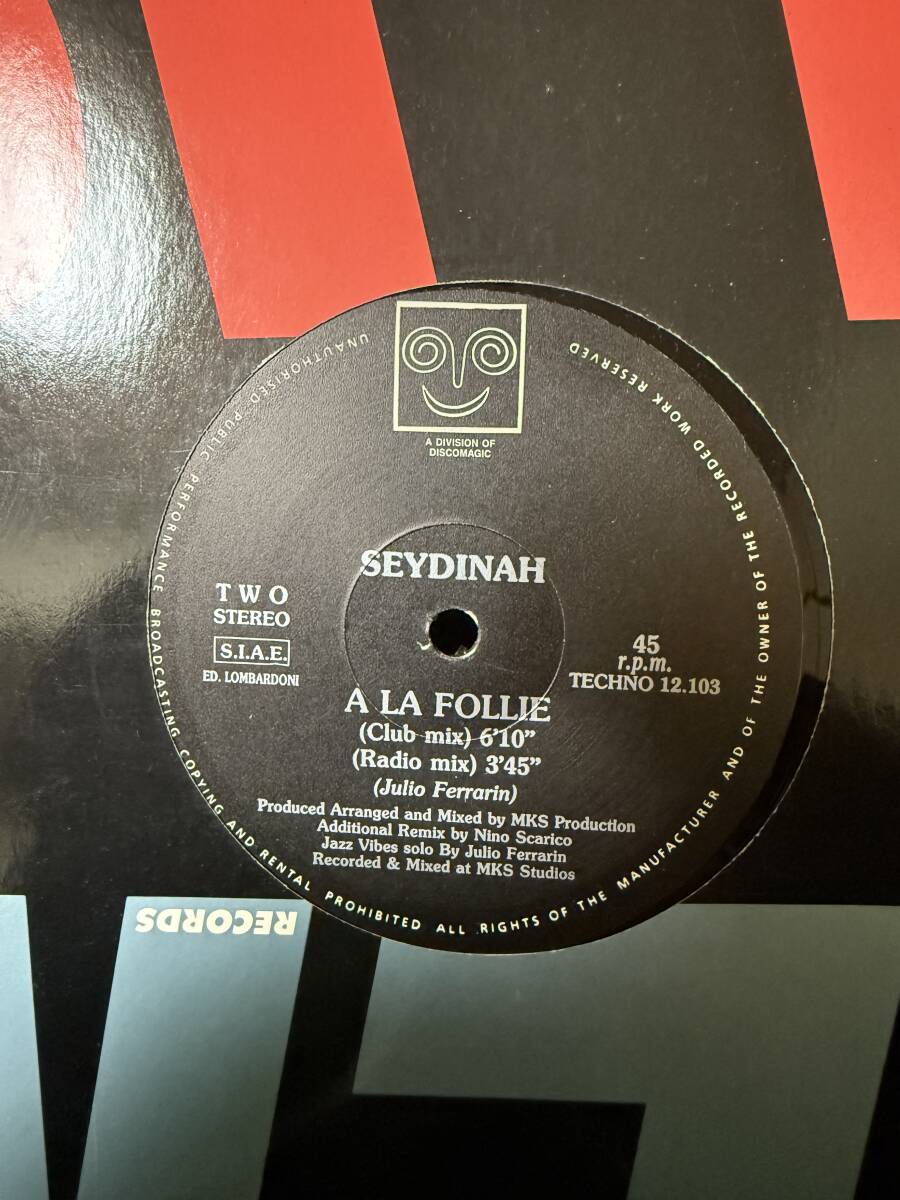 A DIVISION OF
DISCOMAGIC
SEYDINAH
TWO
STEREO
S.I.A.E.
ED. LOMBARDONI
45
r.p.m.
TECHNO 12.103
A LA FOLLIE
(Club mix) 6'10"
(Radio mix) 3'45"
(Julio Ferrarin)
Produced Arranged and Mixed by MKS Production
Additional Remix by Nino Scarico
Jazz Vibes solo By Julio Ferrarin
Recorded & Mixed at MKS Studios
UNAUTHORISED PUBLIC PERFORMANCE BROADCASTING COPYING AND RENTAL PROHIBITED ALL RIGHTS OF THE MANUFACTURER AND OF THE OWNER OF THE RECORDED WORK RESERVED
RECORDS